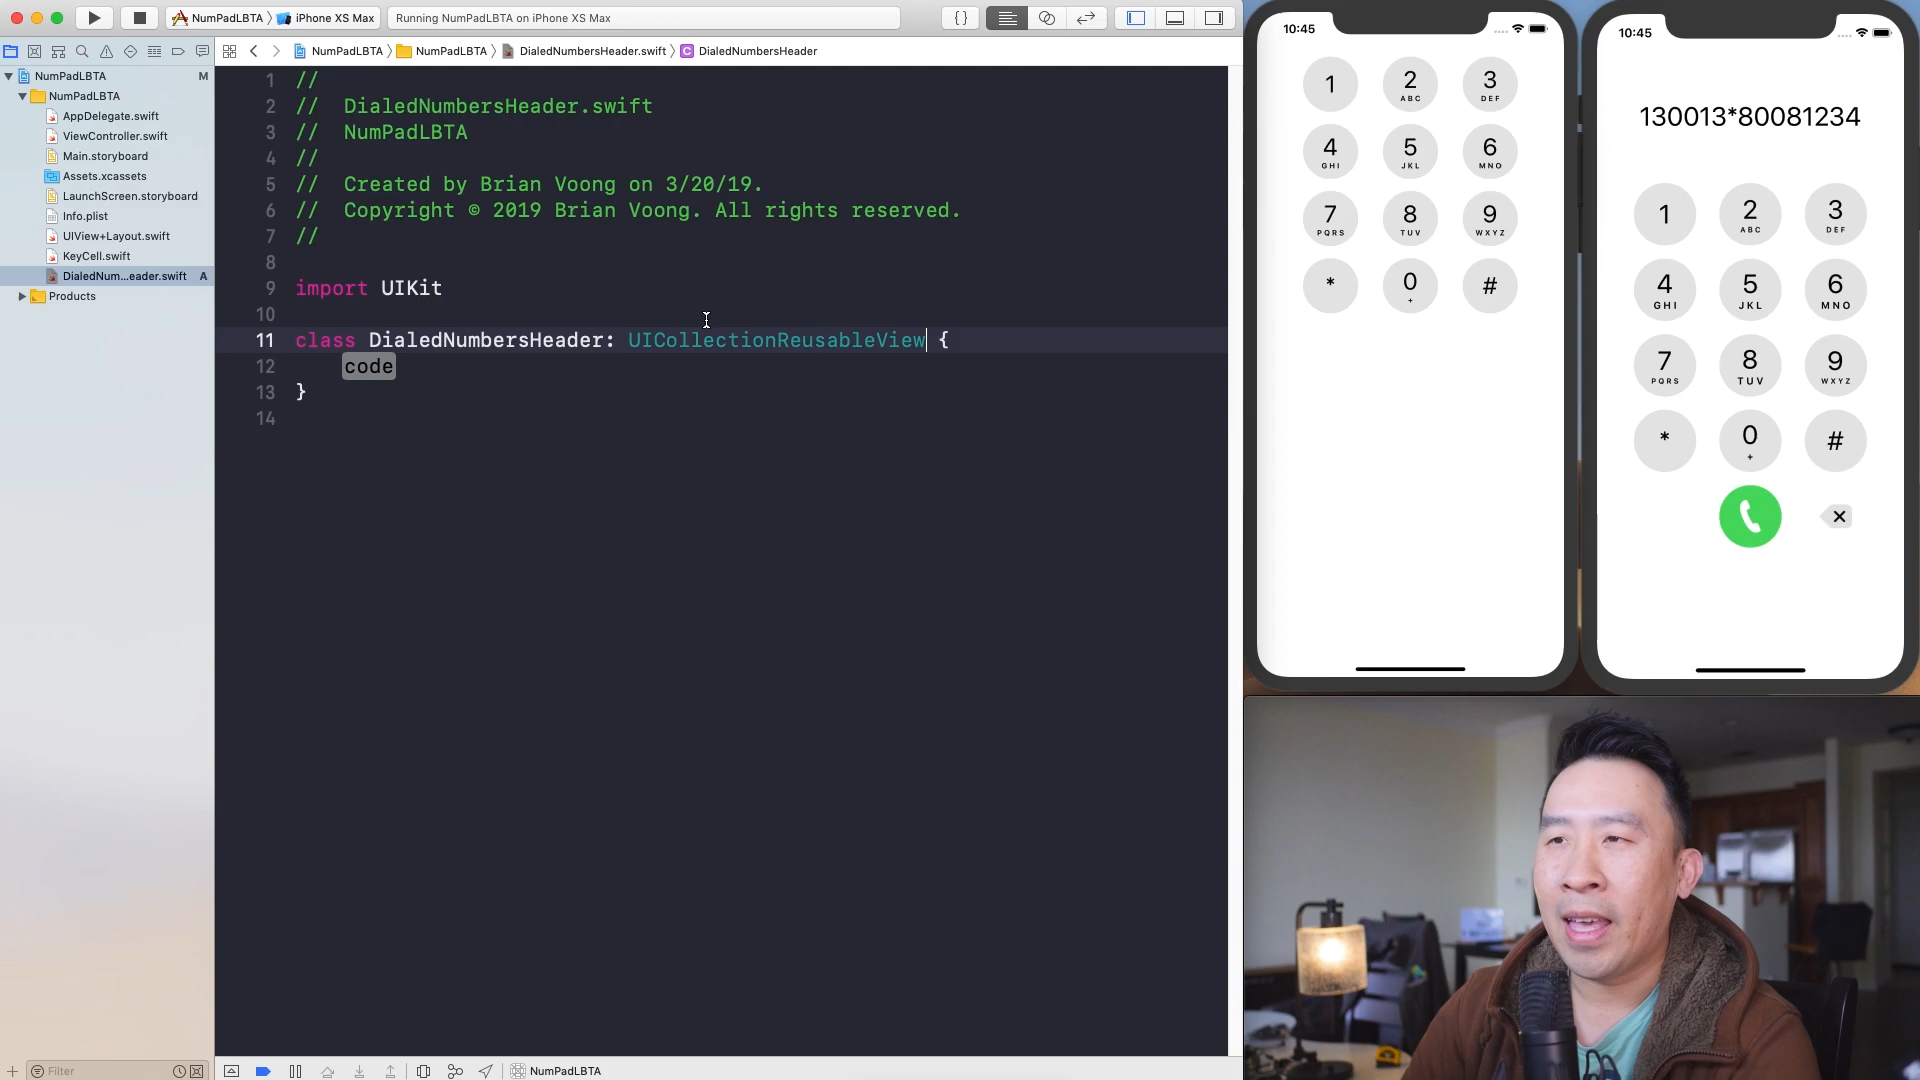 NumPadLBTA 〉 iPhone XS Max
Running NumPadLBTA on iPhone XS Max
{ }
NumPadLBTA 〉 NumPadLBTA 〉 DialedNumbersHeader.swift 〉 C DialedNumbersHeader
NumPadLBTA M
NumPadLBTA
AppDelegate.swift
ViewController.swift
Main.storyboard
Assets.xcassets
LaunchScreen.storyboard
Info.plist
UIView+Layout.swift
KeyCell.swift
DialedNum...eader.swift A
Products
Filter
1 //
2 //  DialedNumbersHeader.swift
3 //  NumPadLBTA
4 //
5 //  Created by Brian Voong on 3/20/19.
6 //  Copyright © 2019 Brian Voong. All rights reserved.
7 //
8
9 import UIKit
10
11 class DialedNumbersHeader: UICollectionReusableView {
12     code
13 }
14
NumPadLBTA
10:45
1 2 3
ABC DEF
4 5 6
GHI JKL MNO
7 8 9
PQRS TUV WXYZ
* 0 #
+
10:45
130013*80081234
1 2 3
ABC DEF
4 5 6
GHI JKL MNO
7 8 9
PQRS TUV WXYZ
* 0 #
+